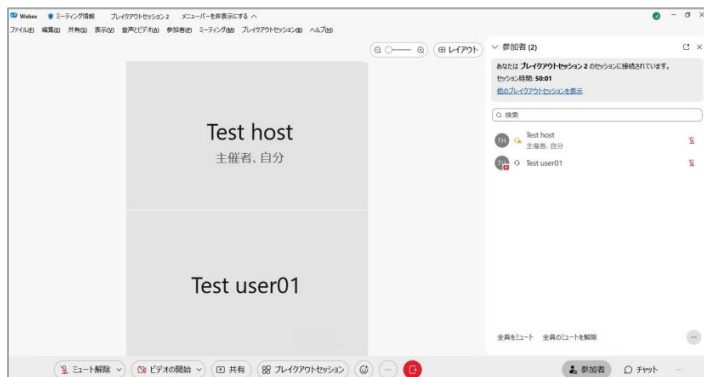 Webex ミーティング情報 ブレイクアウトセッション 2 メニューバーを非表示にする
ファイル(F) 編集(E) 共有(S) 表示(V) 音声とビデオ(A) 参加者(P) ミーティング(M) ブレイクアウトセッション(B) ヘルプ(H)
レイアウト
参加者 (2)
あなたは ブレイクアウトセッション 2 のセッションに接続されています。
セッション時間: 50:01
他のブレイクアウトセッションを表示
検索
Test host
主催者、自分
TH
Test host
主催者、自分
Test user01
Test user01
全員をミュート 全員のミュートを解除
ミュート解除 ビデオの開始 共有 ブレイクアウトセッション 参加者 チャット